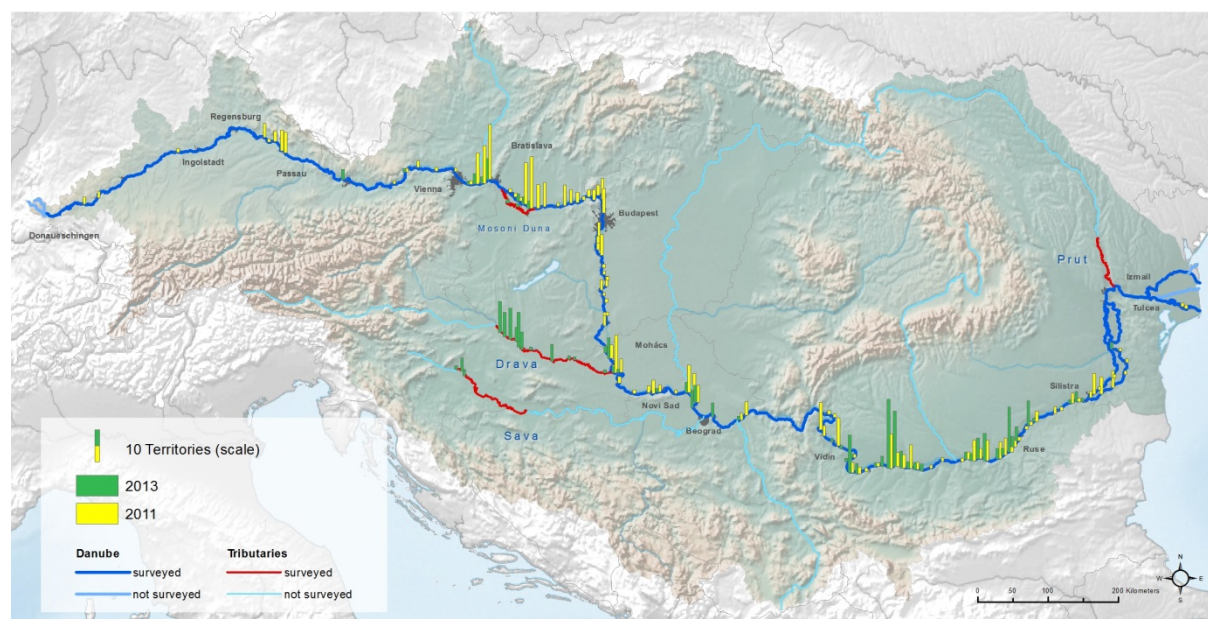 Regensburg
Ingolstadt
Passau
Donaueschingen
Vienna
Bratislava
Mosoni Duna
Budapest
Prut
Izmail
Tulcea
Mohács
Drava
Silistra
Novi Sad
Beograd
Sava
Vidin
Ruse
10 Territories (scale)
2013
2011
Danube Tributaries
surveyed surveyed
not surveyed not surveyed
N
W E
S
0 50 100 200 Kilometers